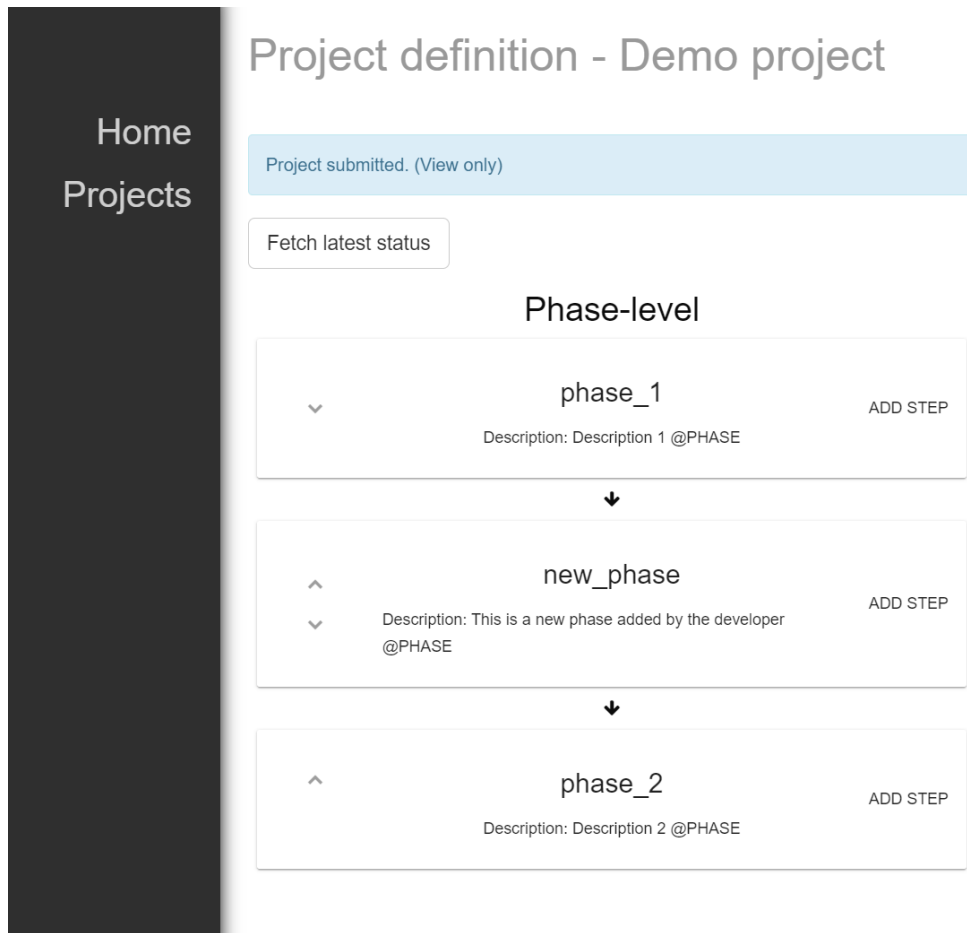 Project definition - Demo project
Home
Projects
Project submitted. (View only)
Fetch latest status
Phase-level
phase_1
Description: Description 1 @PHASE
ADD STEP
new_phase
Description: This is a new phase added by the developer
@PHASE
ADD STEP
phase_2
Description: Description 2 @PHASE
ADD STEP